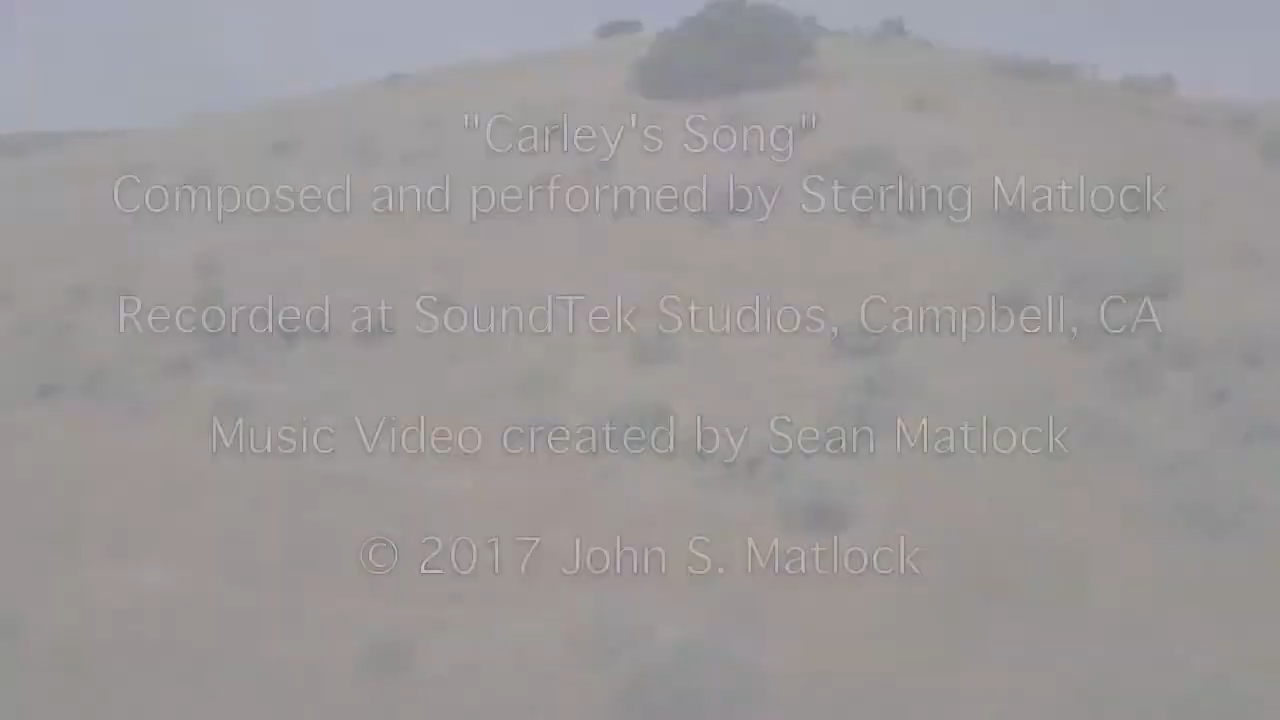 "Carley's Song"
Composed and performed by Sterling Matlock
Recorded at SoundTek Studios, Campbell, CA
Music Video created by Sean Matlock
© 2017 John S. Matlock